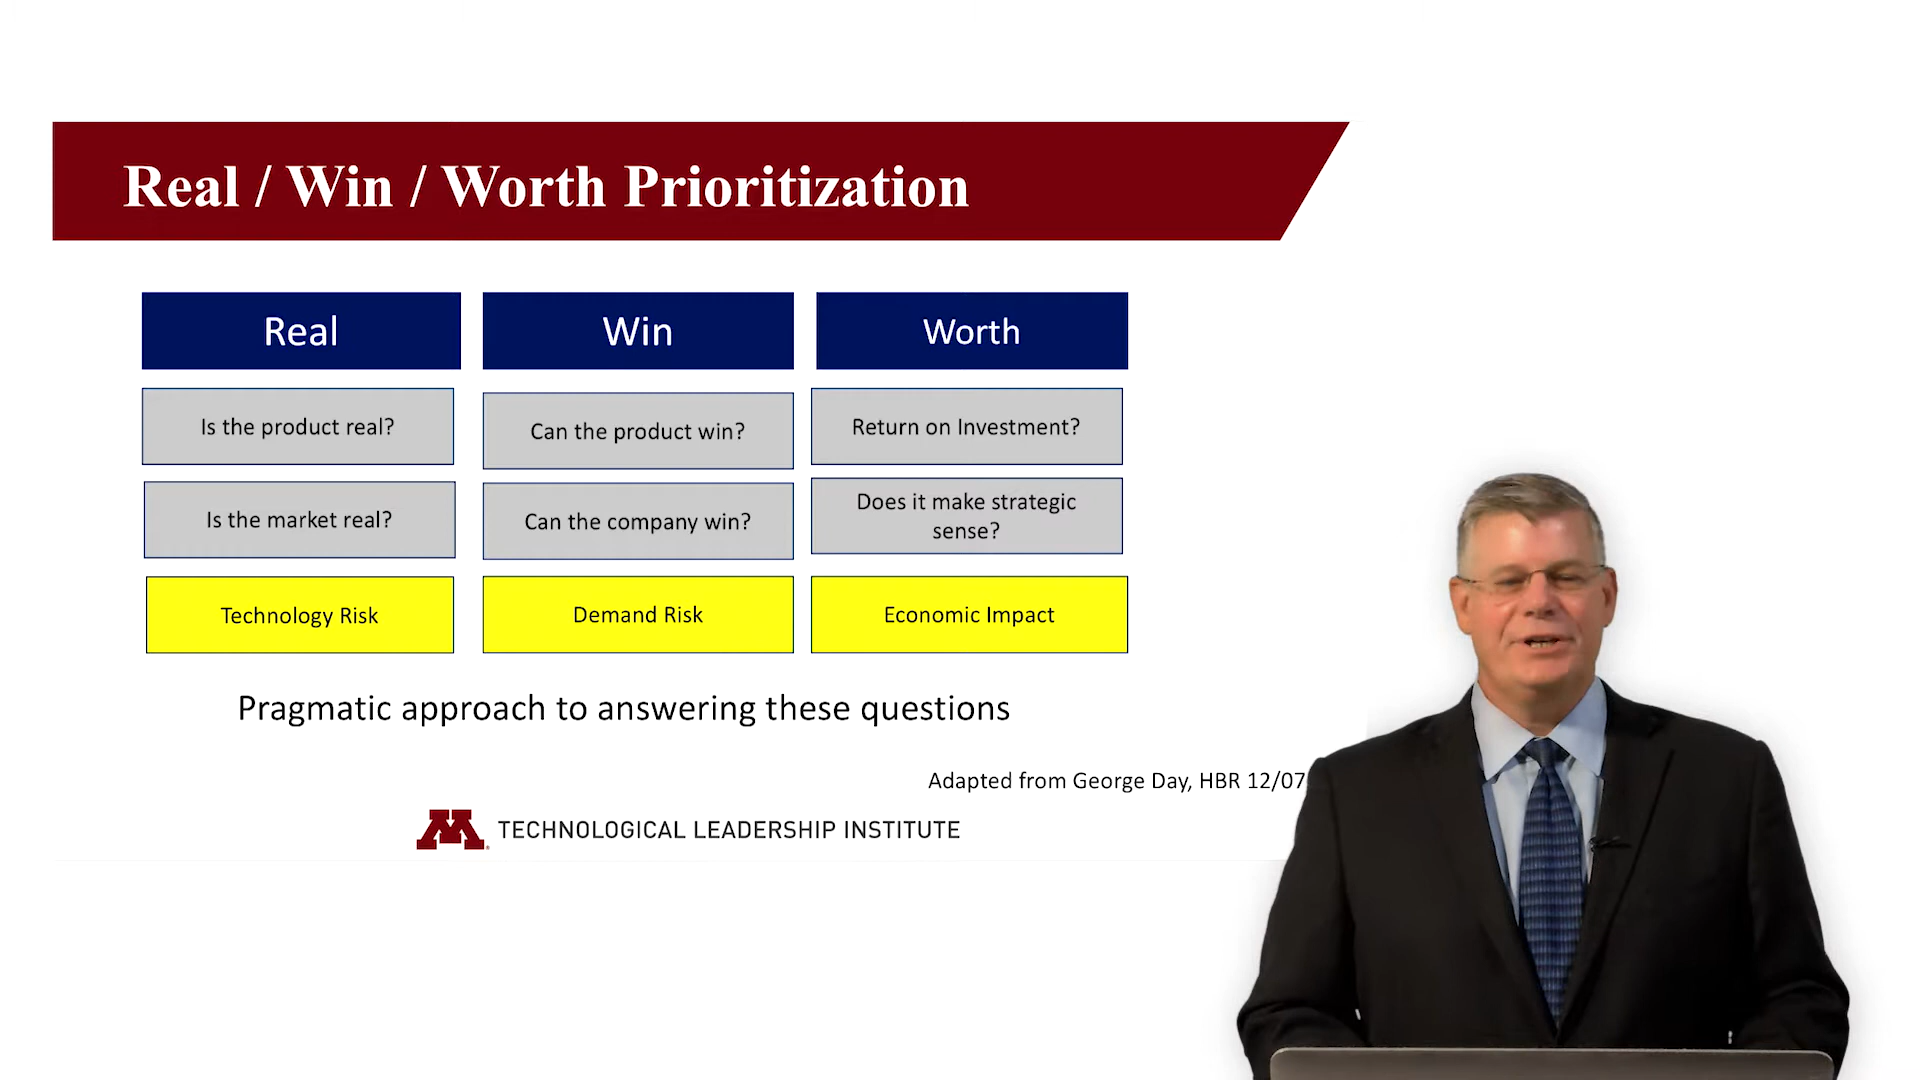 Real / Win / Worth Prioritization
Real
Win
Worth
Is the product real?
Can the product win?
Return on Investment?
Is the market real?
Can the company win?
Does it make strategic
sense?
Technology Risk
Demand Risk
Economic Impact
Pragmatic approach to answering these questions
Adapted from George Day, HBR 12/07
M
TECHNOLOGICAL LEADERSHIP INSTITUTE